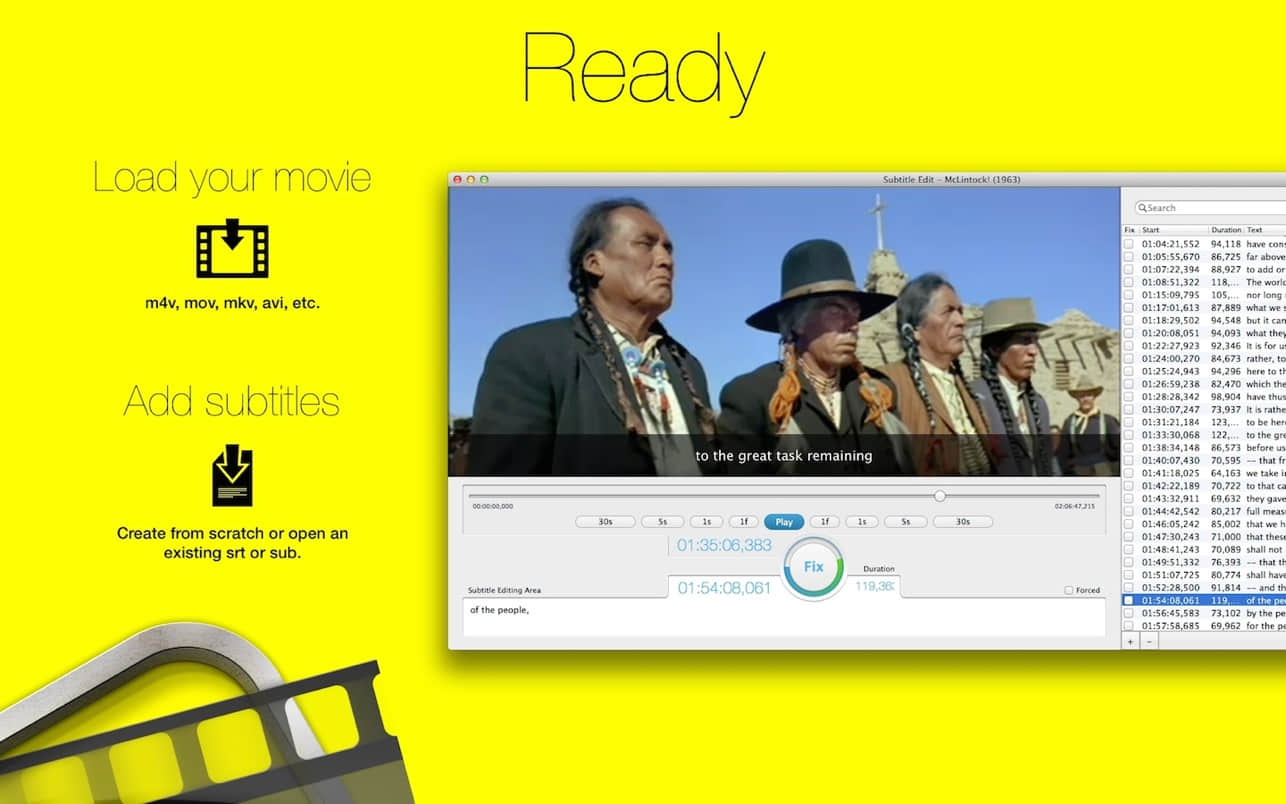 Ready
Load your movie
m4v, mov, mkv, avi, etc.
Add subtitles
Create from scratch or open an
existing srt or sub.
Subtitle Edit – McLintock! (1963)
to the great task remaining
00:00:00,000
02:06:47,215
30s 5s 1s 1f Play 1f 1s 5s 30s
01:35:06,383
Fix
Duration
01:54:08,061
119,36
Subtitle Editing Area
Forced
of the people,
Search
Fix Start Duration Text
01:04:21,552 94,118 have cons
01:05:55,670 86,725 far above
01:07:22,394 88,927 to add or
01:08:51,322 118,... The world
01:15:09,795 105,... nor long
01:17:01,613 87,889 what we s
01:18:29,502 94,548 but it can
01:20:08,051 94,093 what they
01:22:27,923 92,346 It is for us
01:24:00,270 84,673 rather, to
01:25:24,943 94,296 here to th
01:26:59,238 82,470 which the
01:28:28,342 98,904 have thus
01:30:07,247 73,937 It is rathe
01:31:21,184 123,... to be here
01:33:30,068 122,... to the gre
01:38:34,148 86,573 before us
01:40:07,430 70,595 –– that fr
01:41:18,025 64,163 we take in
01:42:22,189 70,722 to that ca
01:43:32,911 69,632 they gave
01:44:42,542 80,217 full meas
01:46:05,242 85,002 that we h
01:47:30,243 71,000 that these
01:48:41,243 70,089 shall not
01:49:51,332 76,393 –– that th
01:51:07,725 80,774 shall have
01:52:28,500 91,814 –– and th
01:54:08,061 119,... of the peo
01:56:45,583 73,102 by the pe
01:57:58,685 69,962 for the pe
+ -